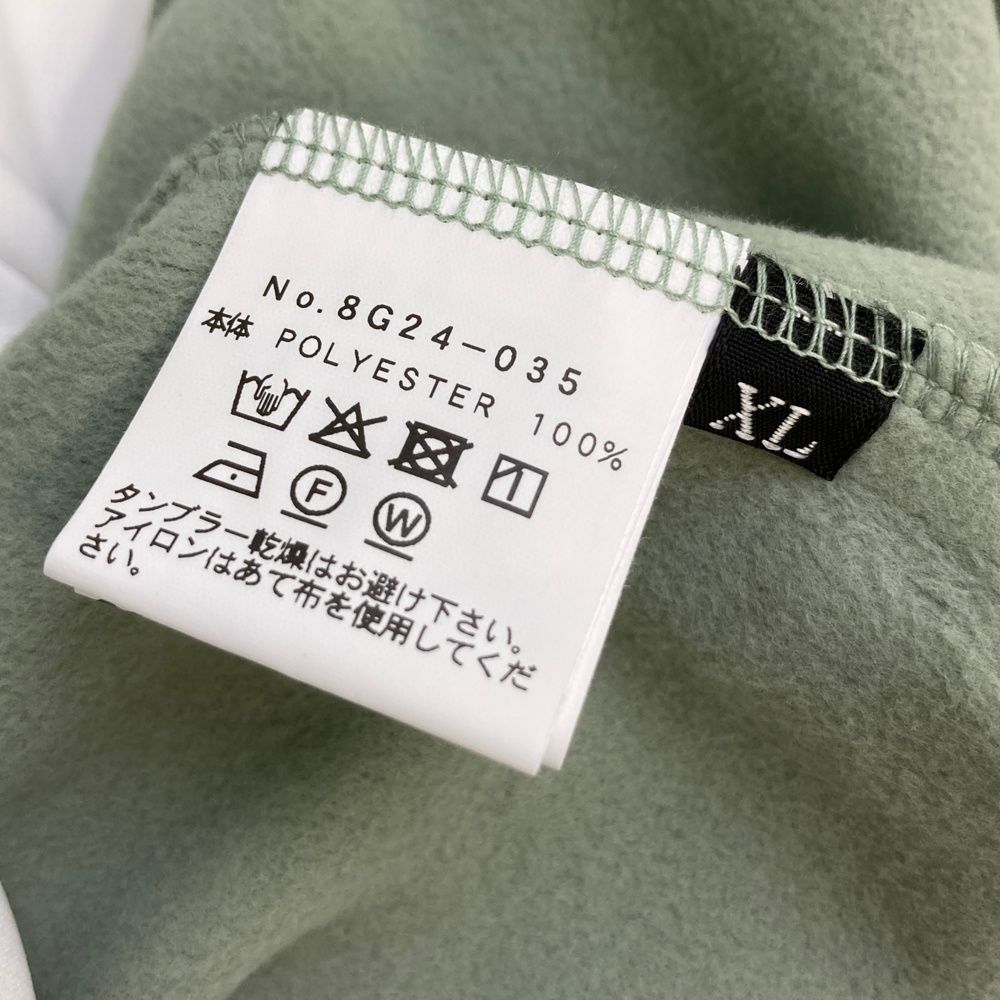 No. 8G24-035
本体 POLYESTER 100%
F W
タンブラー乾燥はお避け下さい。
アイロンはあて布を使用してくだ
さい。
XL